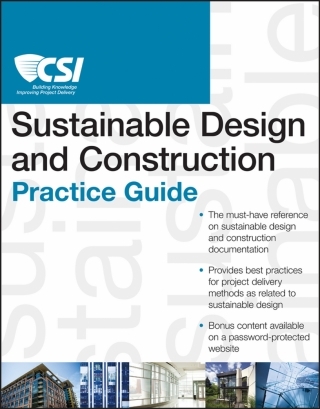 CSI
Building Knowledge
Improving Project Delivery
Sustainable Design
and Construction
Practice Guide
• The must-have reference
on sustainable design
and construction
documentation
• Provides best practices
for project delivery
methods as related to
sustainable design
• Bonus content available
on a password-protected
website